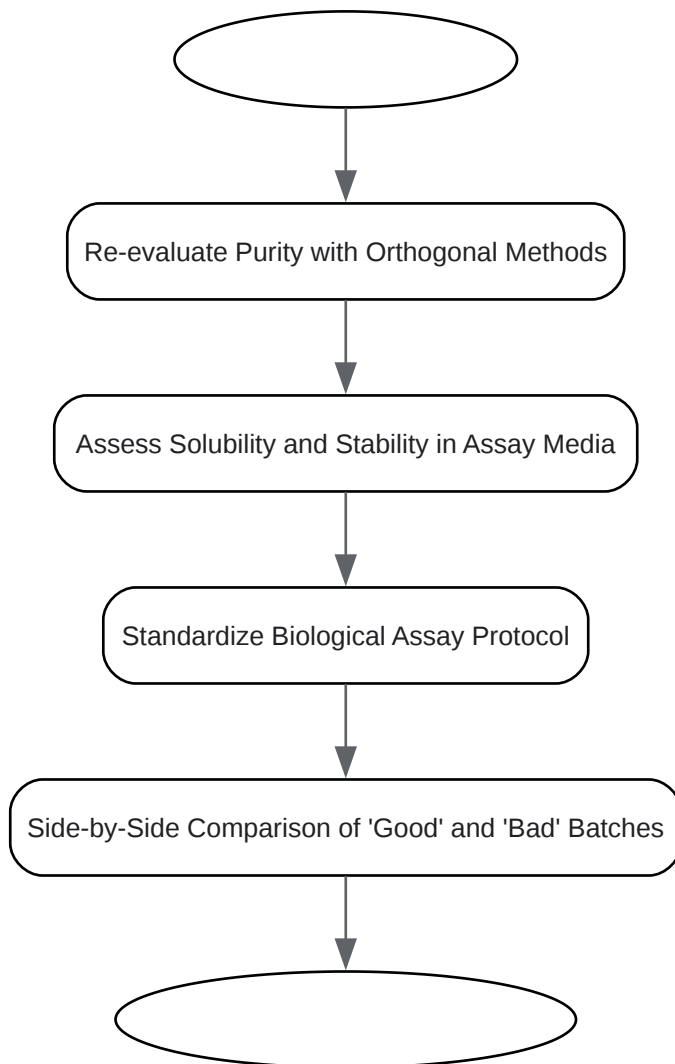 Re-evaluate Purity with Orthogonal Methods
Assess Solubility and Stability in Assay Media
Standardize Biological Assay Protocol
Side-by-Side Comparison of 'Good' and 'Bad' Batches